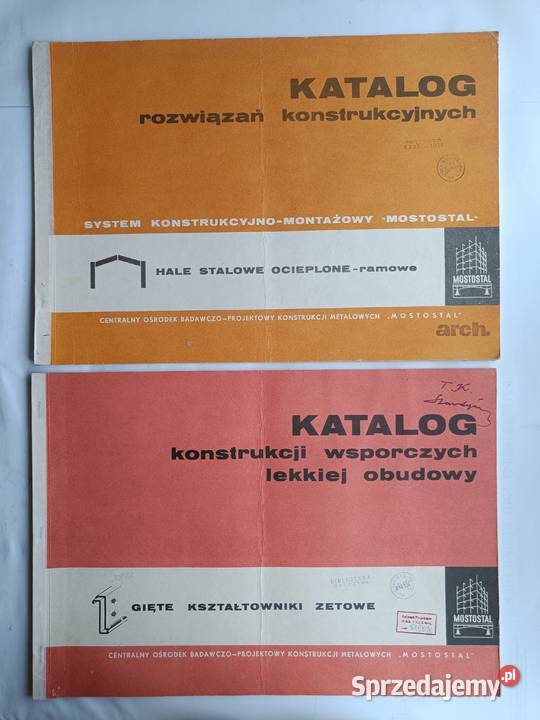 KATALOG
rozwiązań konstrukcyjnych
SYSTEM KONSTRUKCYJNO-MONTAŻOWY »MOSTOSTAL«
HALE STALOWE OCIEPLONE-ramowe
MOSTOSTAL
CENTRALNY OŚRODEK BADAWCZO-PROJEKTOWY KONSTRUKCJI METALOWYCH „MOSTOSTAL"
arch.
T. K.
KATALOG
konstrukcji wsporczych
lekkiej obudowy
BIBLIOTEKA
GIĘTE KSZTAŁTOWNIKI ZETOWE
MOSTOSTAL
CENTRALNY OŚRODEK BADAWCZO-PROJEKTOWY KONSTRUKCJI METALOWYCH „MOSTOSTAL"
Sprzedajemy.pl